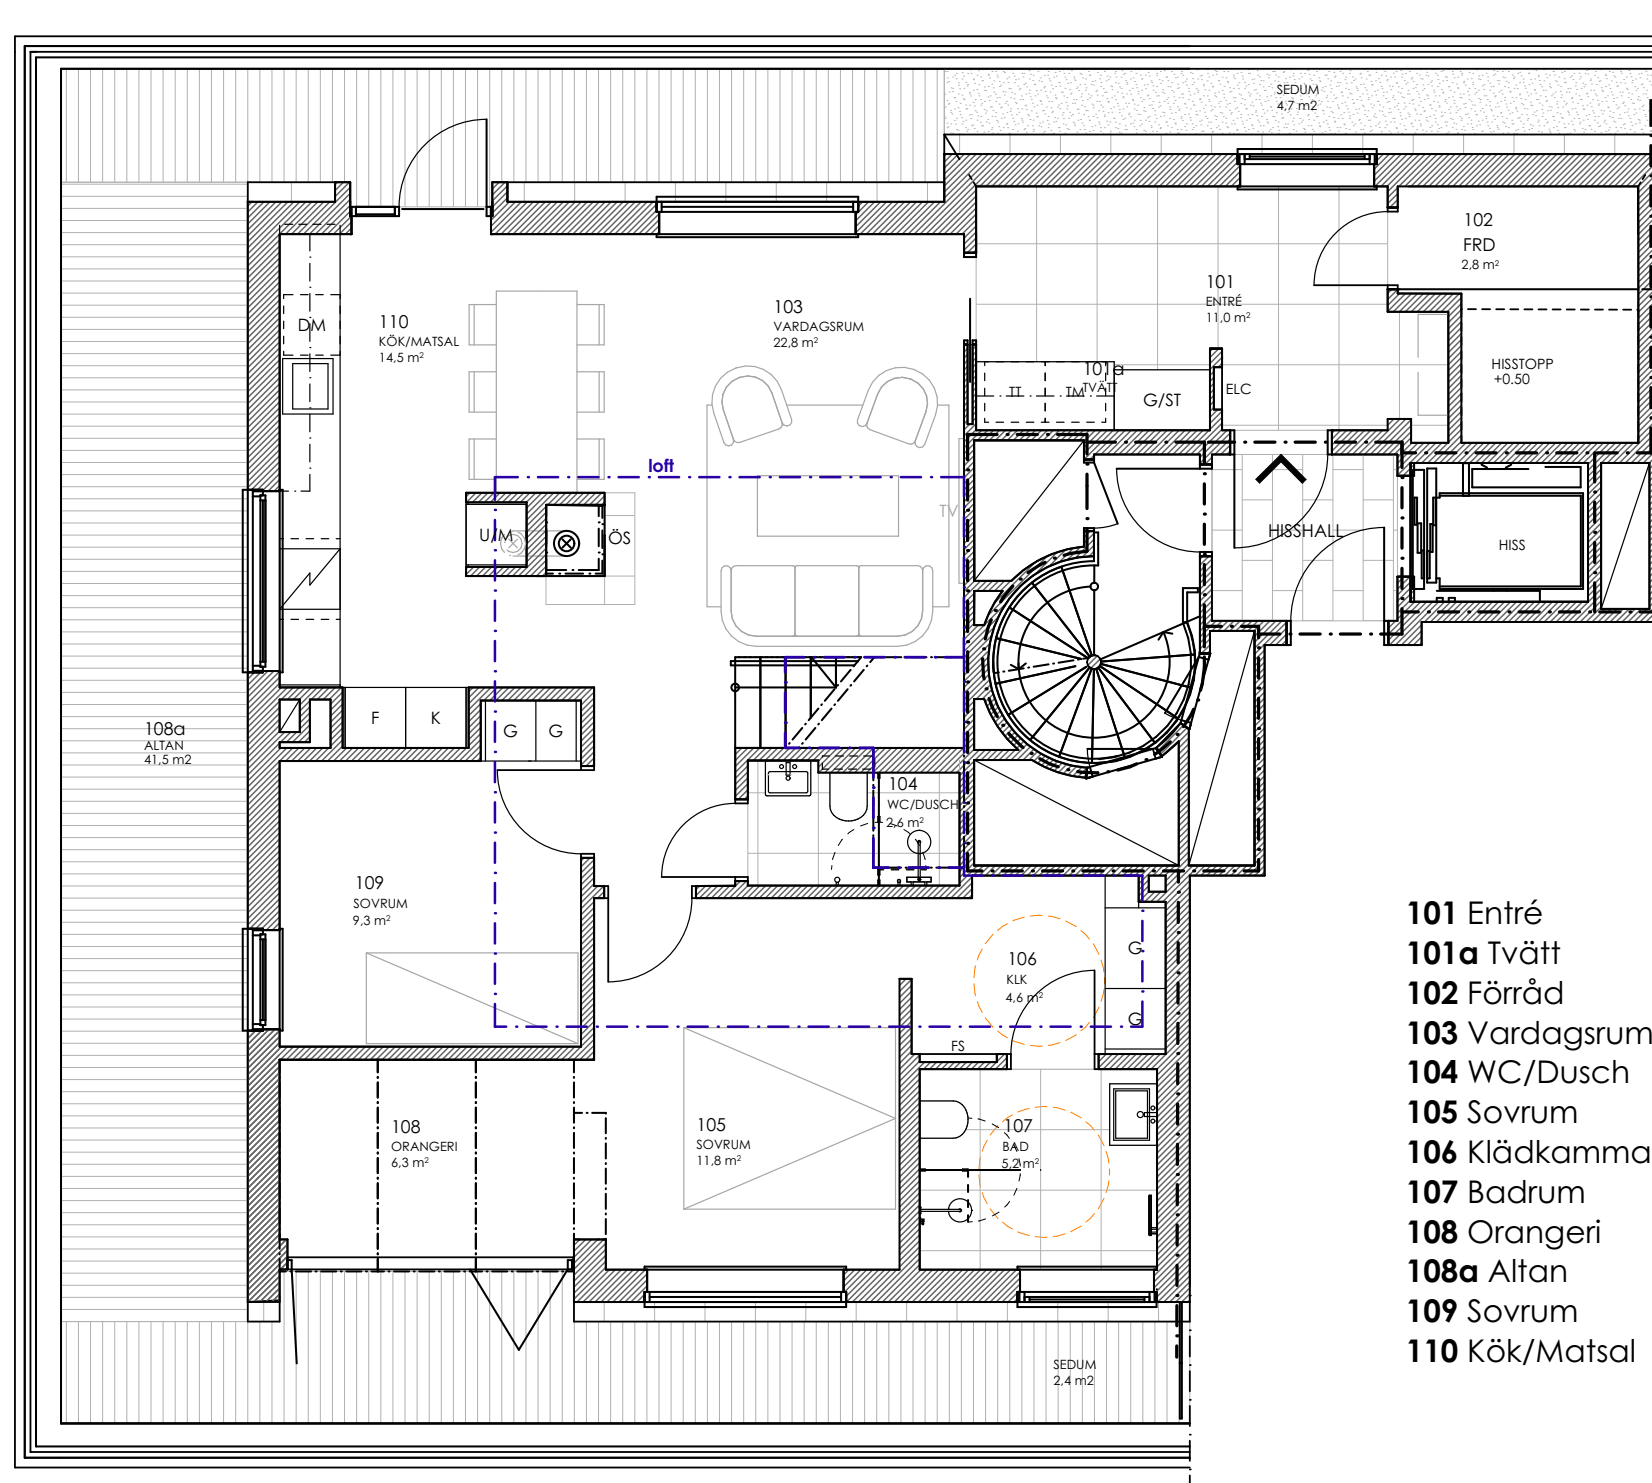 SEDUM
4,7 m2
102
FRD
2,8 m²
101
ENTRÉ
11,0 m²
103
VARDAGSRUM
22,8 m²
110
KÖK/MATSAL
14,5 m²
DM
HISSTOPP
+0.50
101a
TVÄTT
TT
TM
G/ST
ELC
loft
TV
U/M
ÖS
HISSHALL
HISS
F
K
G
G
108a
ALTAN
41,5 m2
104
WC/DUSCH
2,6 m²
109
SOVRUM
9,3 m²
106
KLK
4,6 m²
G
G
FS
108
ORANGERI
6,3 m²
105
SOVRUM
11,8 m²
107
BAD
5,2 m²
SEDUM
2,4 m2
101 Entré
101a Tvätt
102 Förråd
103 Vardagsrum
104 WC/Dusch
105 Sovrum
106 Klädkamma
107 Badrum
108 Orangeri
108a Altan
109 Sovrum
110 Kök/Matsal